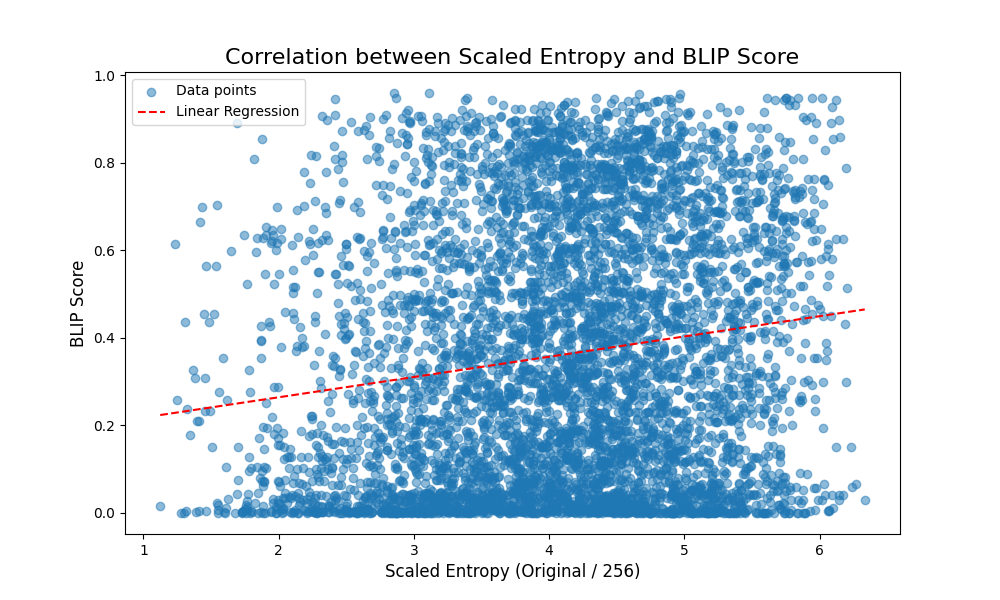 Correlation between Scaled Entropy and BLIP Score
Data points
Linear Regression
1.0
0.8
0.6
0.4
0.2
0.0
BLIP Score
1 2 3 4 5 6
Scaled Entropy (Original / 256)